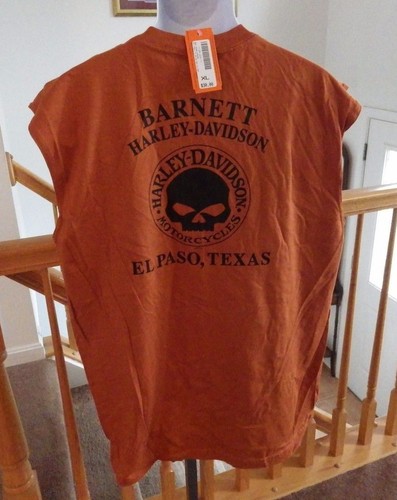 XL
BARNETT
HARLEY-DAVIDSON
HARLEY-DAVIDSON
MOTORCYCLES
EL PASO, TEXAS